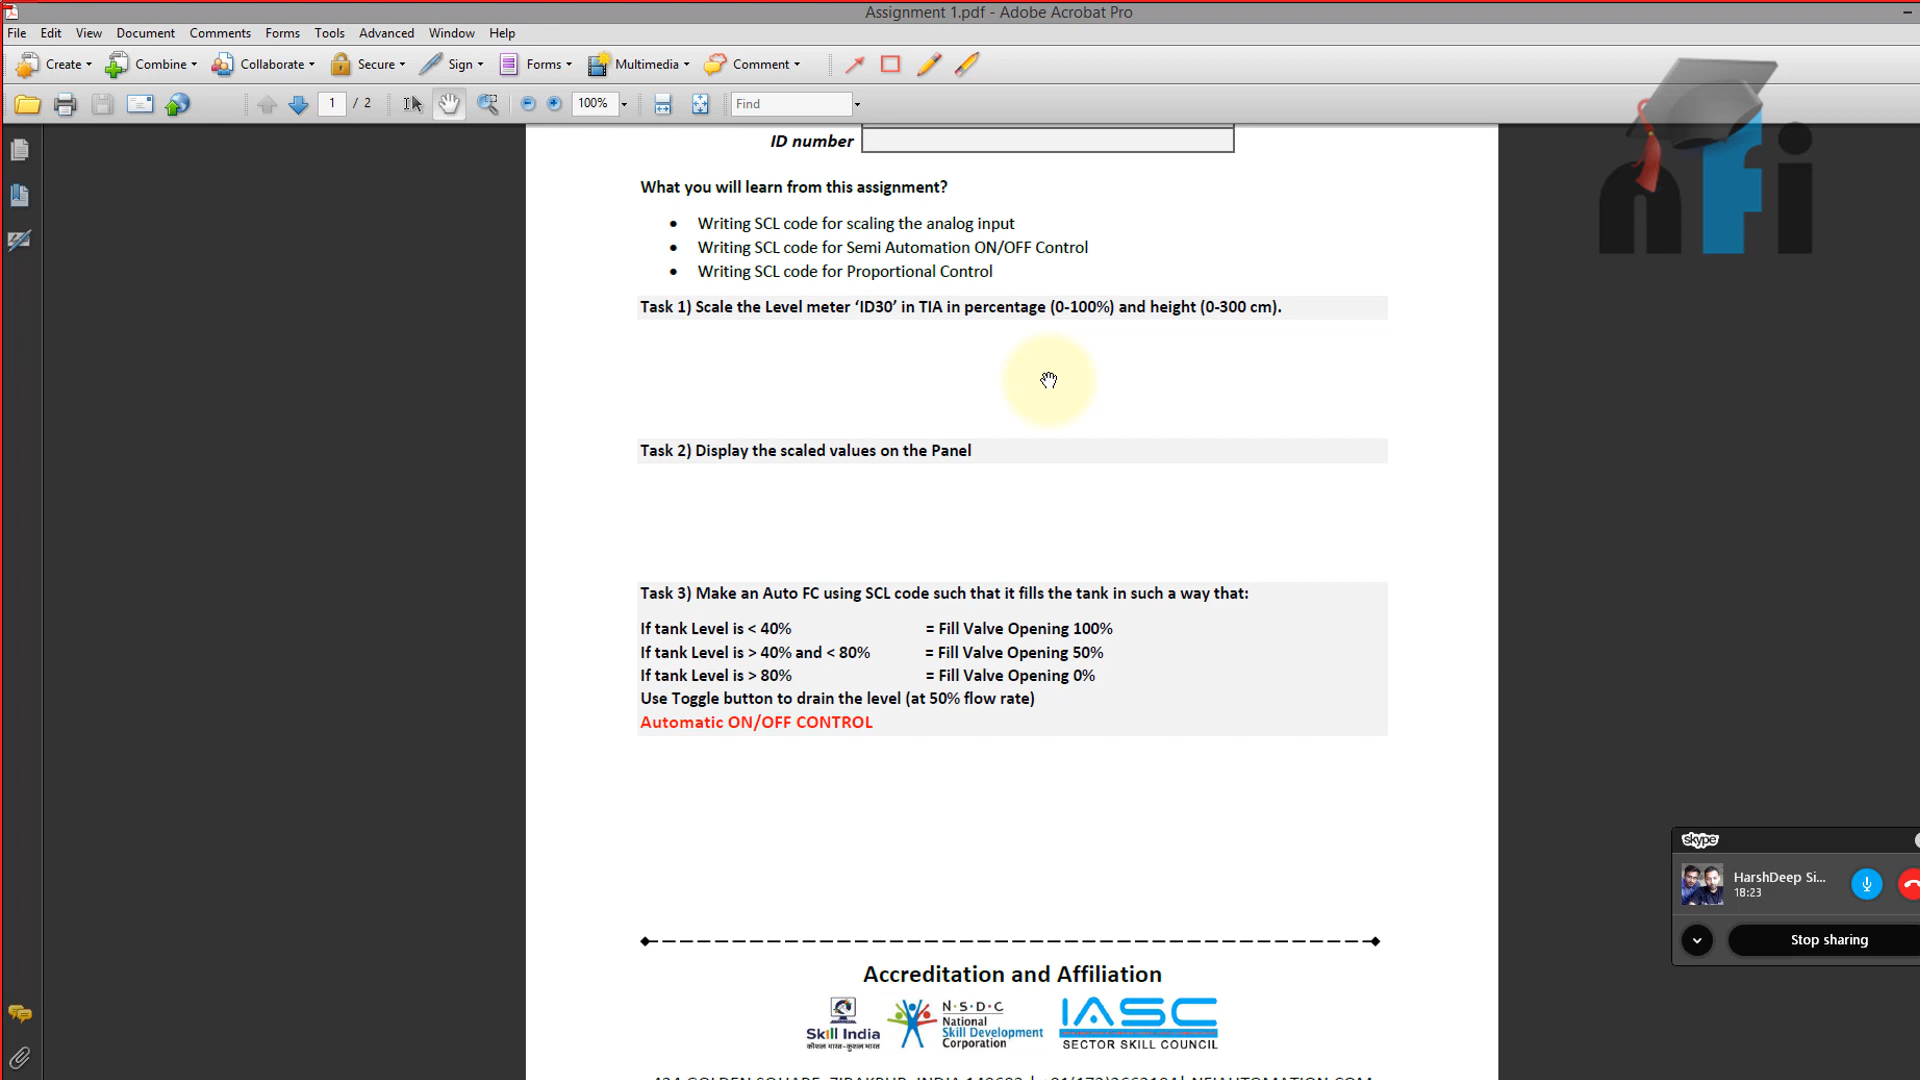 Assignment 1.pdf - Adobe Acrobat Pro
File Edit View Document Comments Forms Tools Advanced Window Help
Create Combine Collaborate Secure Sign Forms Multimedia Comment
1 / 2 100% Find
nfi
ID number
What you will learn from this assignment?
• Writing SCL code for scaling the analog input
• Writing SCL code for Semi Automation ON/OFF Control
• Writing SCL code for Proportional Control
Task 1) Scale the Level meter ‘ID30’ in TIA in percentage (0-100%) and height (0-300 cm).
Task 2) Display the scaled values on the Panel
Task 3) Make an Auto FC using SCL code such that it fills the tank in such a way that:
If tank Level is < 40% = Fill Valve Opening 100%
If tank Level is > 40% and < 80% = Fill Valve Opening 50%
If tank Level is > 80% = Fill Valve Opening 0%
Use Toggle button to drain the level (at 50% flow rate)
Automatic ON/OFF CONTROL
skype
HarshDeep Si...
18:23
Stop sharing
Accreditation and Affiliation
Skill India
कौशल भारत-कुशल भारत
N·S·D·C
National
Skill Development
Corporation
IASC
SECTOR SKILL COUNCIL